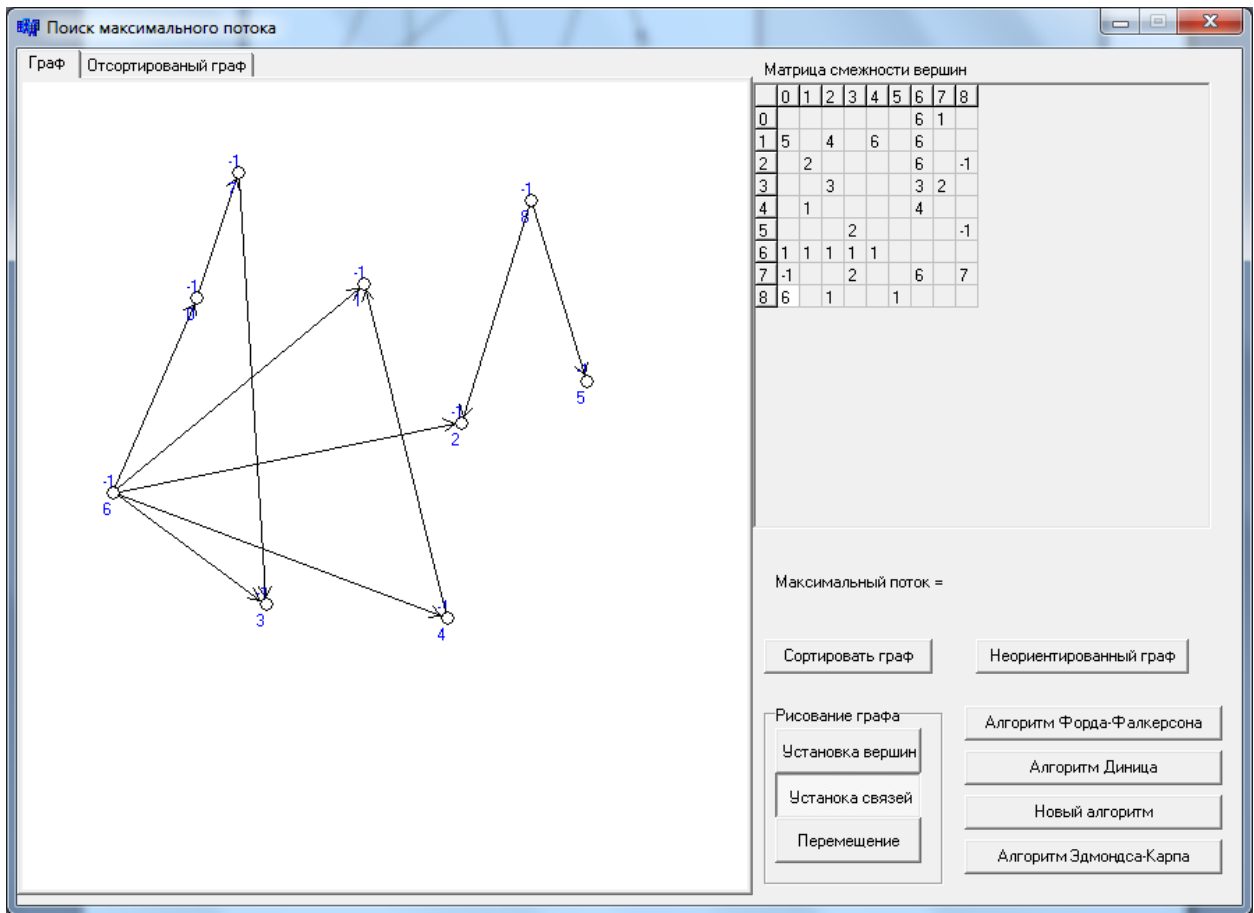 Поиск максимального потока
Граф Отсортированый граф
Матрица смежности вершин
0 1 2 3 4 5 6 7 8
0 6 1
1 5 4 6 6
2 2 6 -1
3 3 3 2
4 1 4
5 2 -1
6 1 1 1 1 1
7 -1 2 6 7
8 6 1 1
-1
-1
8
-1
0
-1
1
5
-1
2
-1
6
3
-1
4
Максимальный поток =
Сортировать граф Неориентированный граф
Рисование графа
Установка вершин
Устанока связей
Перемещение
Алгоритм Форда-Фалкерсона
Алгоритм Диница
Новый алгоритм
Алгоритм Эдмондса-Карпа